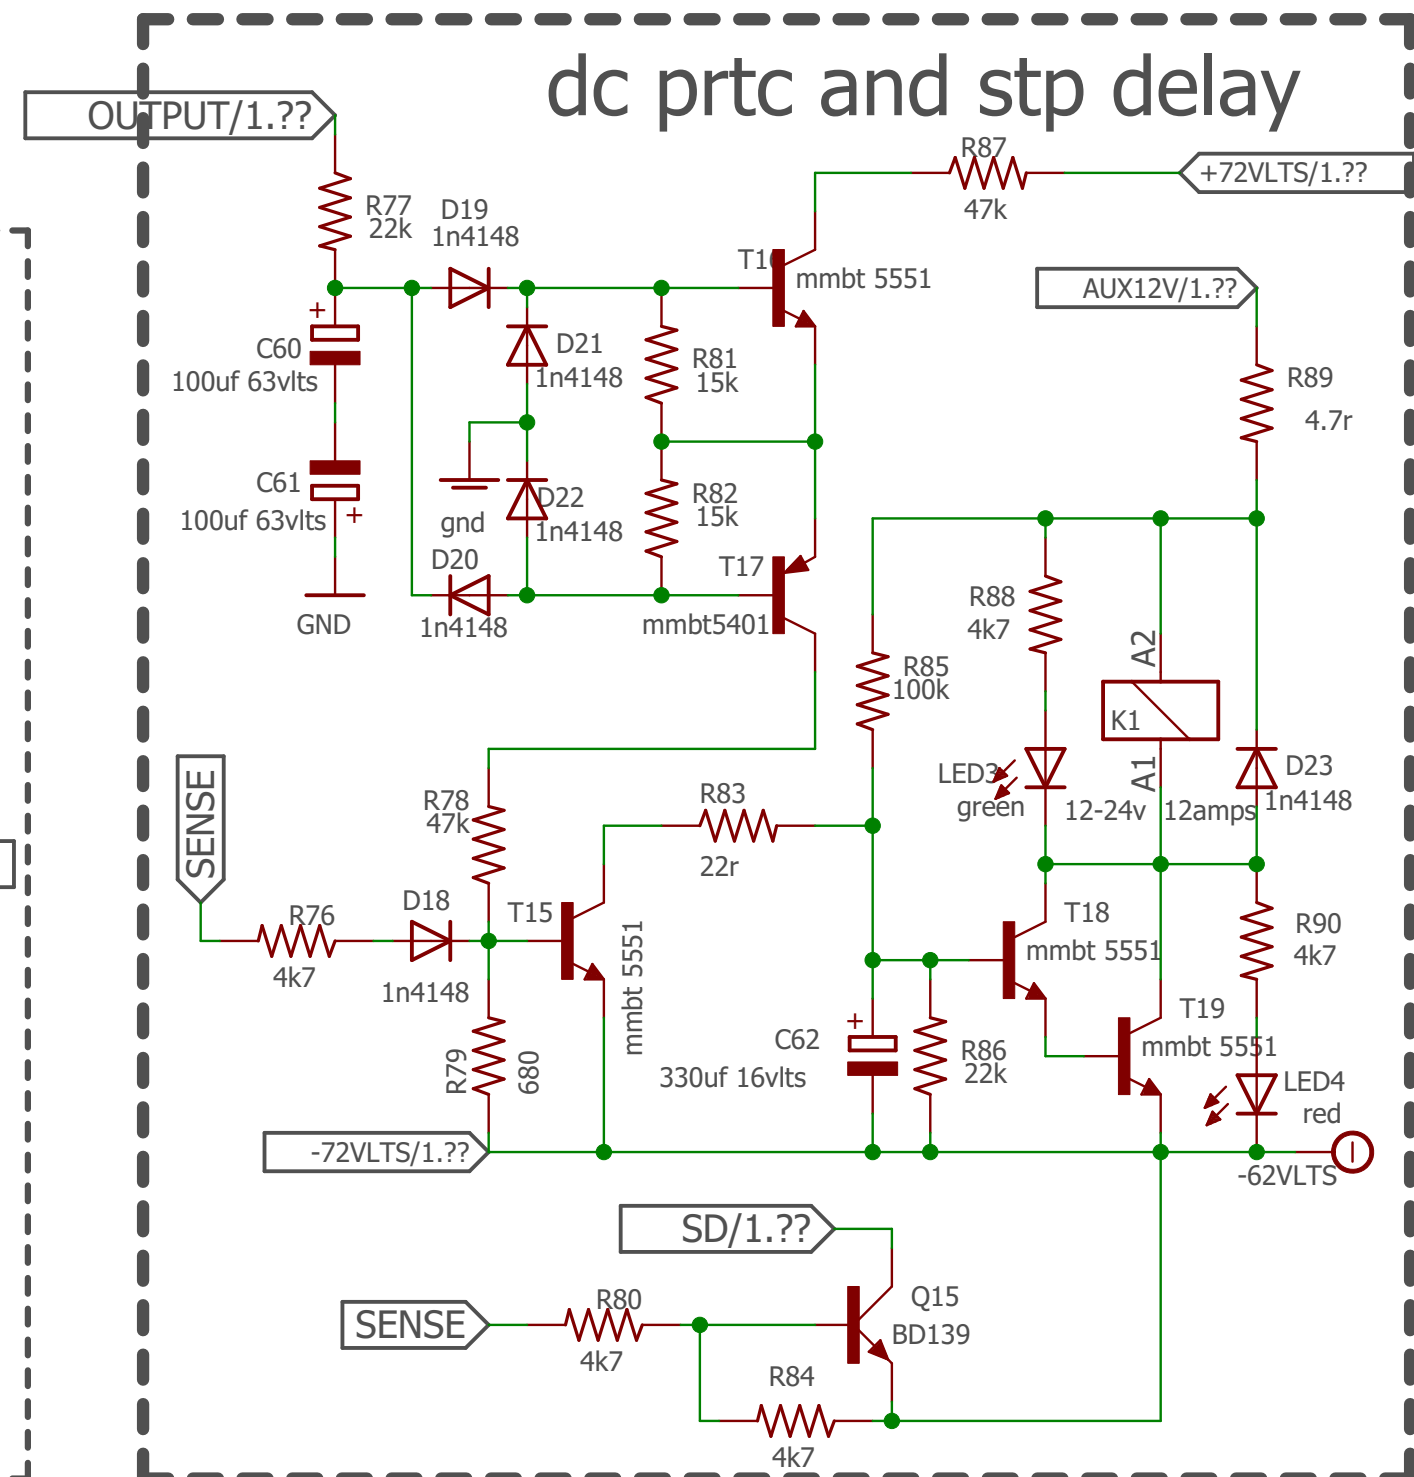 dc prtc and stp delay
OUTPUT/1.??
R87
47k
+72VLTS/1.??
R77
22k
D19
1n4148
mmbt 5551
AUX12V/1.??
C60
100uf 63vlts
D21
1n4148
R81
15k
R89
4.7r
C61
100uf 63vlts
gnd
D22
1n4148
R82
15k
D20
1n4148
T17
mmbt5401
GND
R88
4k7
A2
R85
100k
K1
A1
SENSE
R78
47k
R83
22r
LED3
green
12-24v
12amps
D23
1n4148
R76
4k7
D18
1n4148
T15
mmbt 5551
T18
mmbt 5551
R90
4k7
R79
680
C62
330uf 16vlts
R86
22k
T19
mmbt 5551
LED4
red
-72VLTS/1.??
-62VLTS
SD/1.??
SENSE
R80
4k7
Q15
BD139
R84
4k7